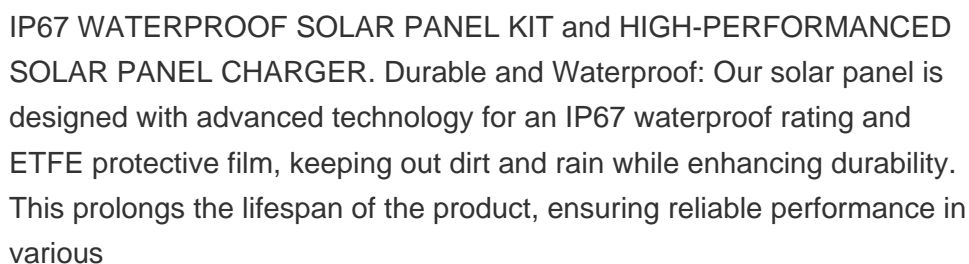 IP67 WATERPROOF SOLAR PANEL KIT and HIGH-PERFORMANCED
SOLAR PANEL CHARGER. Durable and Waterproof: Our solar panel is
designed with advanced technology for an IP67 waterproof rating and
ETFE protective film, keeping out dirt and rain while enhancing durability.
This prolongs the lifespan of the product, ensuring reliable performance in
various